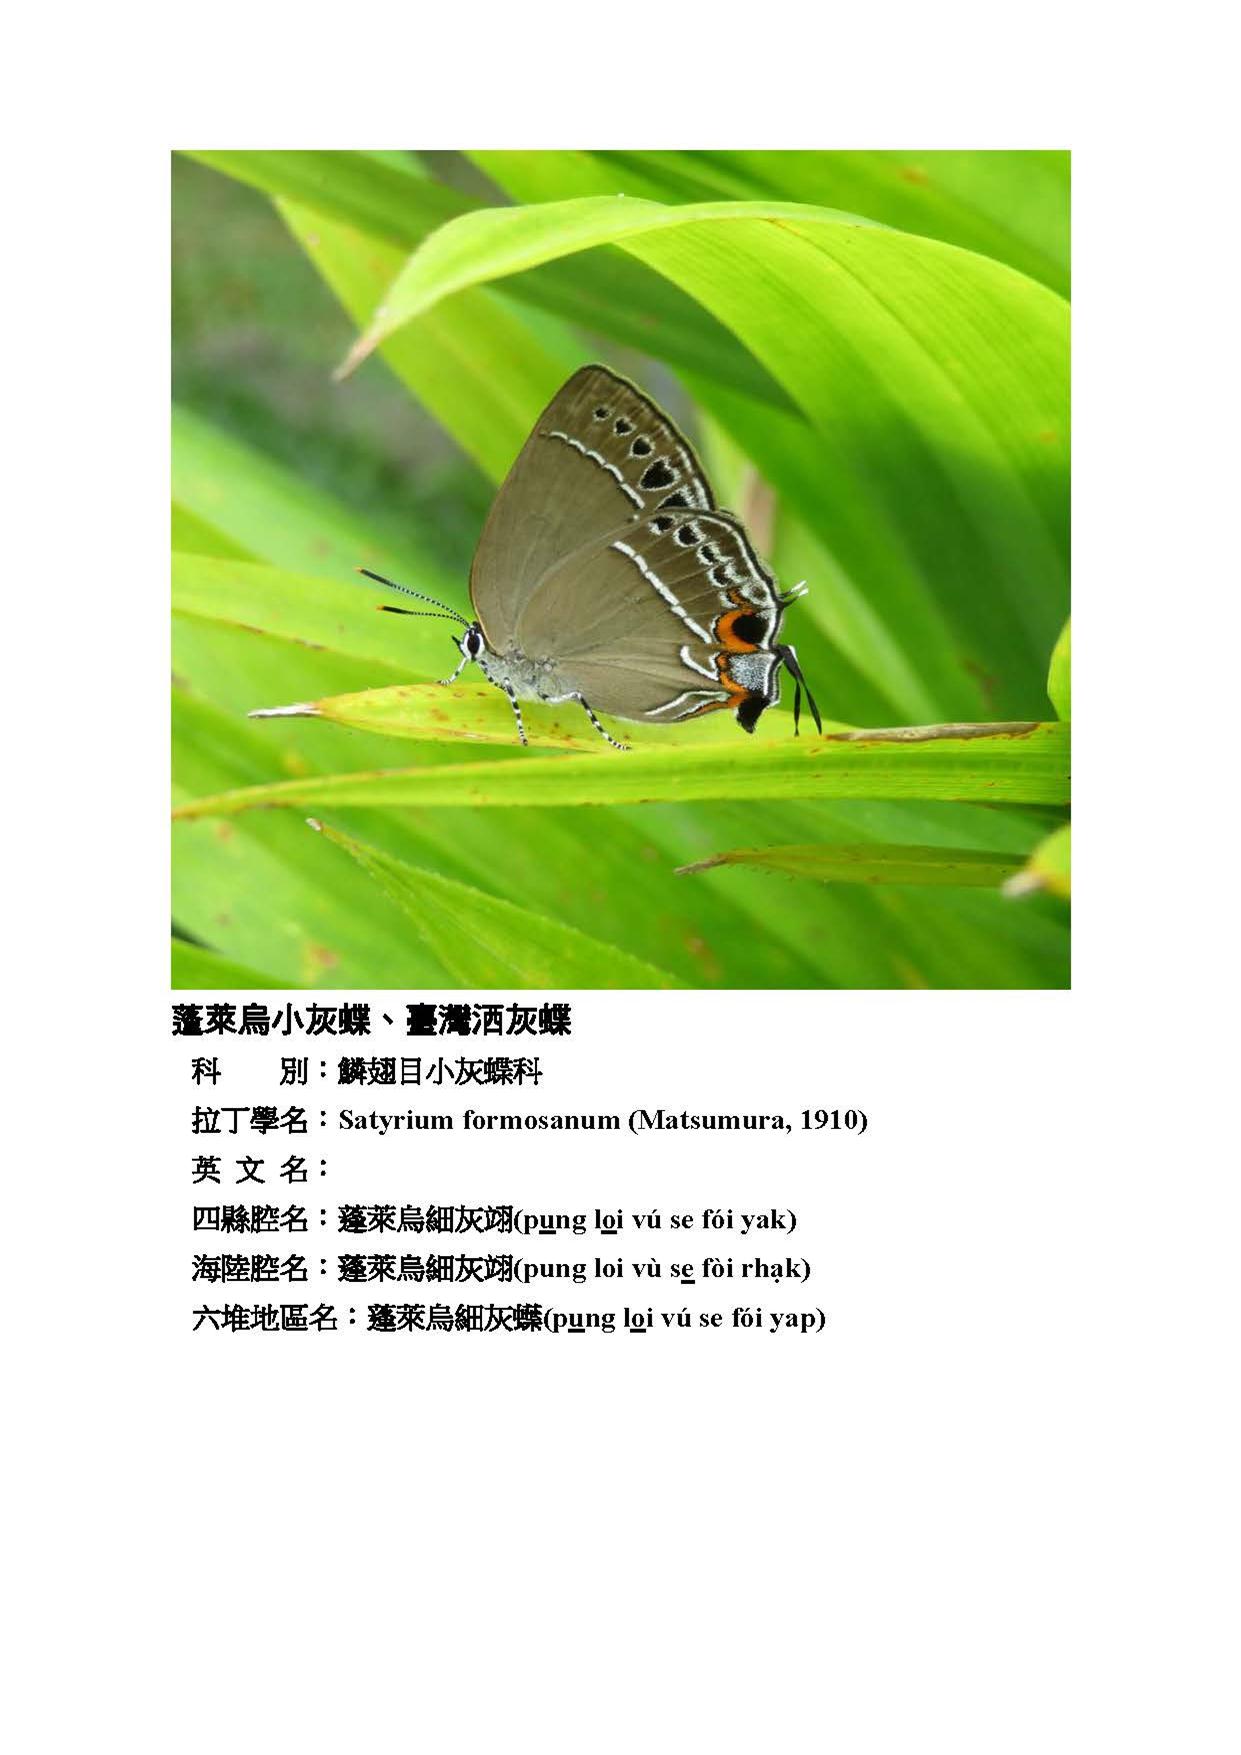 蓬萊烏小灰蝶、臺灣洒灰蝶
科　　別：鱗翅目小灰蝶科
拉丁學名：Satyrium formosanum (Matsumura, 1910)
英 文 名：
四縣腔名：蓬萊烏細灰翊(pung loi vú se fói yak)
海陸腔名：蓬萊烏細灰翊(pung loi vù se fòi rhạk)
六堆地區名：蓬萊烏細灰蝶(pung loi vú se fói yap)